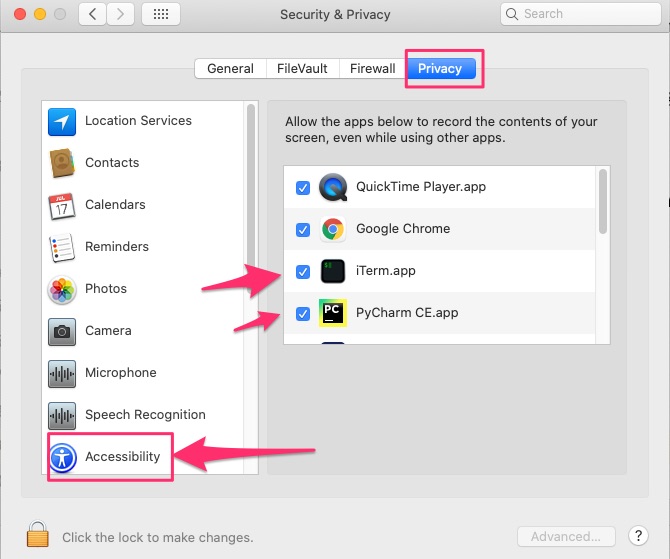 Security & Privacy
Search
General
FileVault
Firewall
Privacy
Location Services
Contacts
JUL
17
Calendars
Reminders
Photos
Camera
Microphone
Speech Recognition
Accessibility
Allow the apps below to record the contents of your
screen, even while using other apps.
QuickTime Player.app
Google Chrome
$
iTerm.app
PC
PyCharm CE.app
Click the lock to make changes.
Advanced...
?